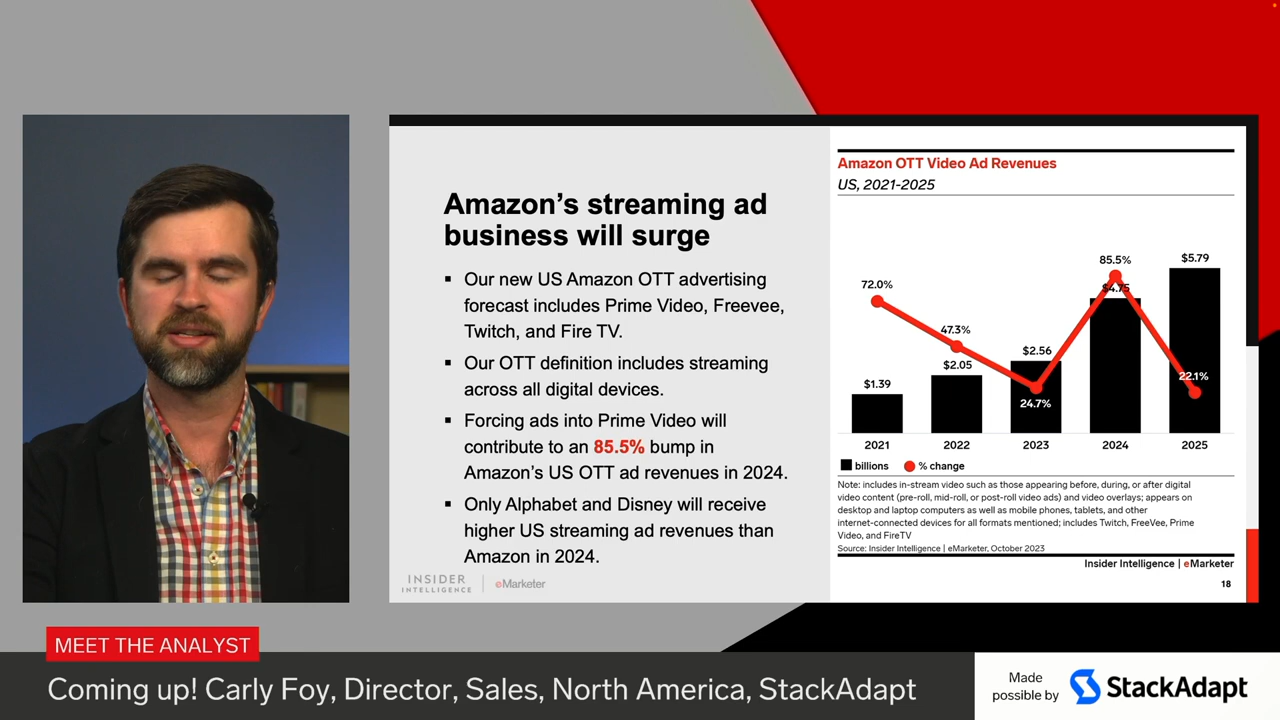 Amazon's streaming ad
business will surge
▪ Our new US Amazon OTT advertising
forecast includes Prime Video, Freevee,
Twitch, and Fire TV.
▪ Our OTT definition includes streaming
across all digital devices.
▪ Forcing ads into Prime Video will
contribute to an 85.5% bump in
Amazon's US OTT ad revenues in 2024.
▪ Only Alphabet and Disney will receive
higher US streaming ad revenues than
Amazon in 2024.
INSIDER
INTELLIGENCE | eMarketer
Amazon OTT Video Ad Revenues
US, 2021-2025
72.0%
47.3%
24.7%
85.5%
22.1%
$1.39
$2.05
$2.56
$4.75
$5.79
2021 2022 2023 2024 2025
billions % change
Note: includes in-stream video such as those appearing before, during, or after digital
video content (pre-roll, mid-roll, or post-roll video ads) and video overlays; appears on
desktop and laptop computers as well as mobile phones, tablets, and other
internet-connected devices for all formats mentioned; includes Twitch, FreeVee, Prime
Video, and FireTV
Source: Insider Intelligence | eMarketer, October 2023
Insider Intelligence | eMarketer
18
MEET THE ANALYST
Coming up! Carly Foy, Director, Sales, North America, StackAdapt
Made
possible by
StackAdapt